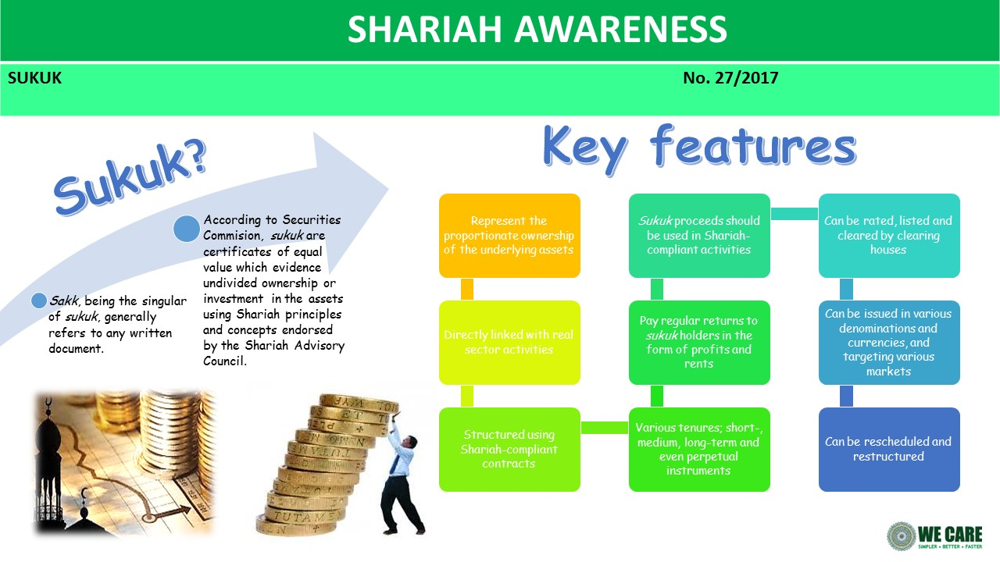 SHARIAH AWARENESS
SUKUK
No. 27/2017
Sukuk?
According to Securities
Commision, sukuk are
certificates of equal
value which evidence
undivided ownership or
investment in the assets
using Shariah principles
and concepts endorsed
by the Shariah Advisory
Council.
Sakk, being the singular
of sukuk, generally
refers to any written
document.
Key features
Represent the
proportionate ownership
of the underlying assets
Directly linked with real
sector activities
Structured using
Shariah-compliant
contracts
Various tenures; short-,
medium, long-term and
even perpetual
instruments
Pay regular returns to
sukuk holders in the
form of profits and
rents
Sukuk proceeds should
be used in Shariah-
compliant activities
Can be rated, listed and
cleared by clearing
houses
Can be issued in various
denominations and
currencies, and
targeting various
markets
Can be rescheduled and
restructured
WE CARE
SIMPLER • BETTER • FASTER